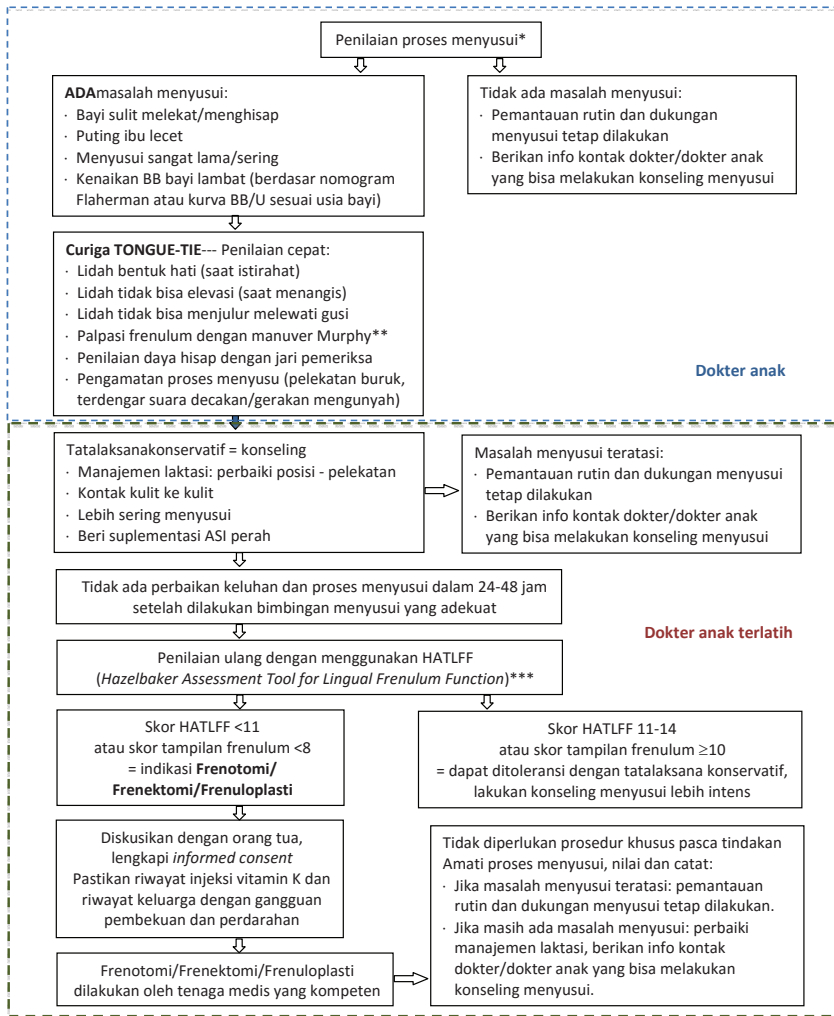 Penilaian proses menyusui*
ADAmasalah menyusui:
· Bayi sulit melekat/menghisap
· Puting ibu lecet
· Menyusui sangat lama/sering
· Kenaikan BB bayi lambat (berdasar nomogram
Flaherman atau kurva BB/U sesuai usia bayi)
Tidak ada masalah menyusui:
· Pemantauan rutin dan dukungan
menyusui tetap dilakukan
· Berikan info kontak dokter/dokter anak
yang bisa melakukan konseling menyusui
Curiga TONGUE-TIE--- Penilaian cepat:
· Lidah bentuk hati (saat istirahat)
· Lidah tidak bisa elevasi (saat menangis)
· Lidah tidak bisa menjulur melewati gusi
· Palpasi frenulum dengan manuver Murphy**
· Penilaian daya hisap dengan jari pemeriksa
· Pengamatan proses menyusu (pelekatan buruk,
terdengar suara decakan/gerakan mengunyah)
Dokter anak
Tatalaksanakonservatif = konseling
· Manajemen laktasi: perbaiki posisi - pelekatan
· Kontak kulit ke kulit
· Lebih sering menyusui
· Beri suplementasi ASI perah
Masalah menyusui teratasi:
· Pemantauan rutin dan dukungan menyusui
tetap dilakukan
· Berikan info kontak dokter/dokter anak
yang bisa melakukan konseling menyusui
Tidak ada perbaikan keluhan dan proses menyusui dalam 24-48 jam
setelah dilakukan bimbingan menyusui yang adekuat
Dokter anak terlatih
Penilaian ulang dengan menggunakan HATLFF
(Hazelbaker Assessment Tool for Lingual Frenulum Function)***
Skor HATLFF <11
atau skor tampilan frenulum <8
= indikasi Frenotomi/
Frenektomi/Frenuloplasti
Skor HATLFF 11-14
atau skor tampilan frenulum ≥10
= dapat ditoleransi dengan tatalaksana konservatif,
lakukan konseling menyusui lebih intens
Diskusikan dengan orang tua,
lengkapi informed consent
Pastikan riwayat injeksi vitamin K dan
riwayat keluarga dengan gangguan
pembekuan dan perdarahan
Tidak diperlukan prosedur khusus pasca tindakan
Amati proses menyusui, nilai dan catat:
· Jika masalah menyusui teratasi: pemantauan
rutin dan dukungan menyusui tetap dilakukan.
· Jika masih ada masalah menyusui: perbaiki
manajemen laktasi, berikan info kontak
dokter/dokter anak yang bisa melakukan
konseling menyusui.
Frenotomi/Frenektomi/Frenuloplasti
dilakukan oleh tenaga medis yang kompeten